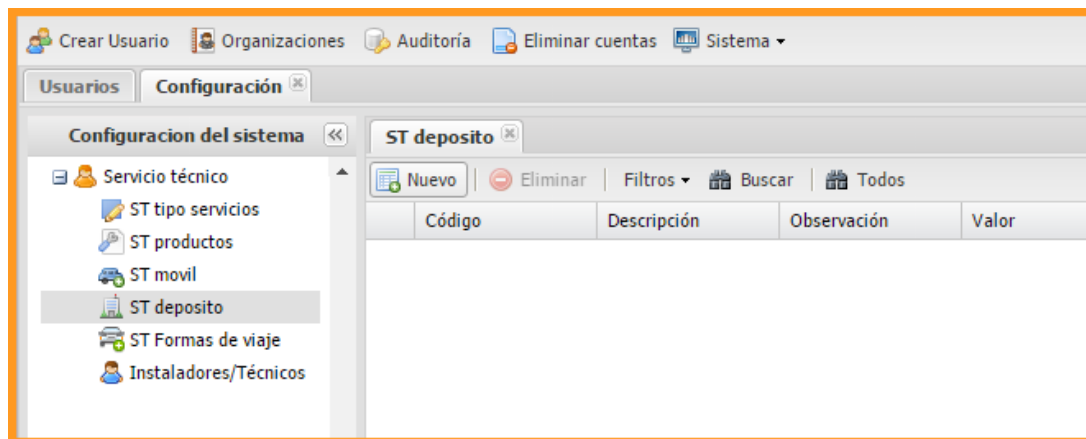 Crear Usuario Organizaciones Auditoría Eliminar cuentas Sistema
Usuarios Configuración
Configuracion del sistema
Servicio técnico
ST tipo servicios
ST productos
ST movil
ST deposito
ST Formas de viaje
Instaladores/Técnicos
ST deposito
Nuevo Eliminar Filtros Buscar Todos
Código Descripción Observación Valor